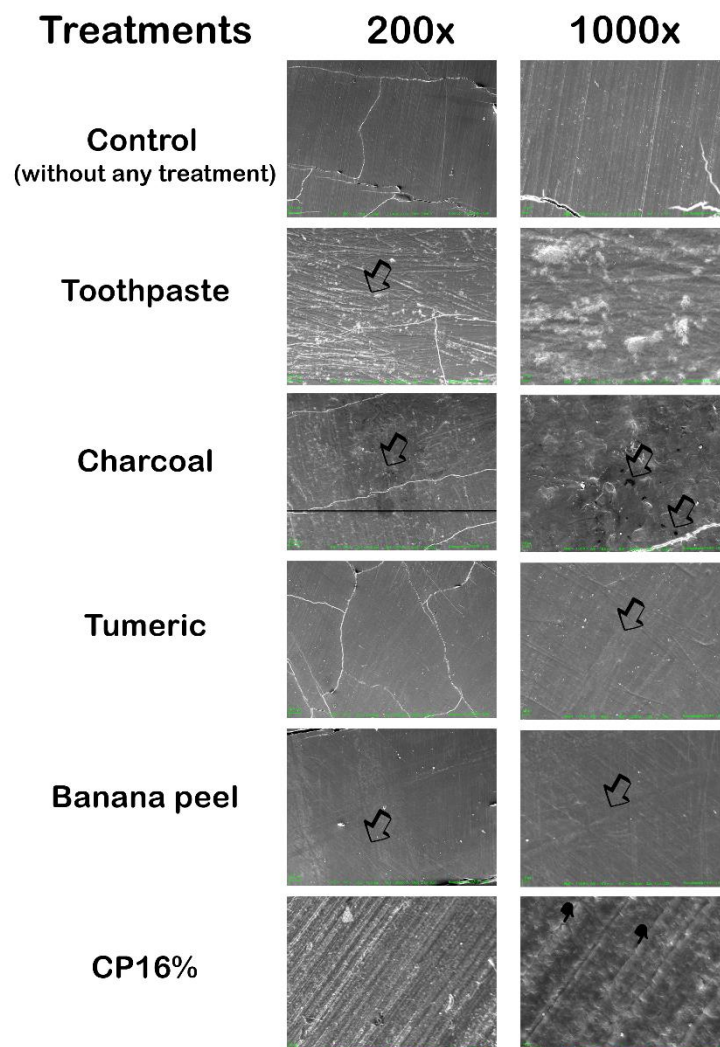 Treatments 200x 1000x
Control
(without any treatment)
Toothpaste
Charcoal
Tumeric
Banana peel
CP16%